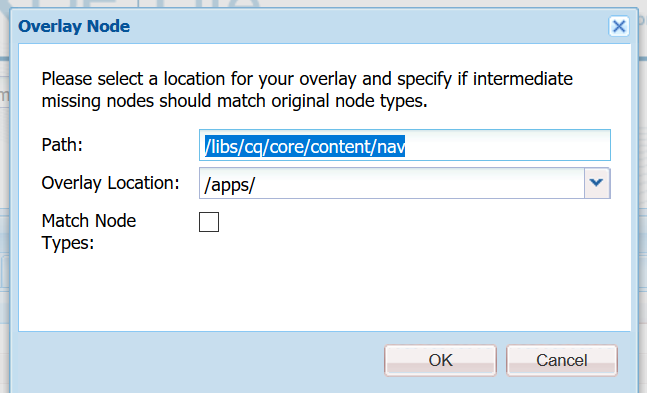 Overlay Node
Please select a location for your overlay and specify if intermediate
missing nodes should match original node types.
Path:
/libs/cq/core/content/nav
Overlay Location:
/apps/
Match Node
Types:
OK
Cancel